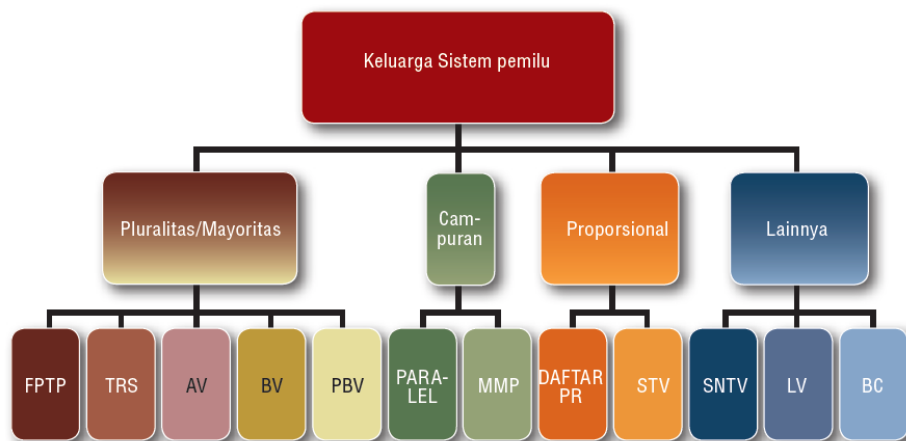 Keluarga Sistem pemilu
Pluralitas/Mayoritas
Cam-
puran
Proporsional
Lainnya
FPTP
TRS
AV
BV
PBV
PARA-
LEL
MMP
DAFTAR
PR
STV
SNTV
LV
BC